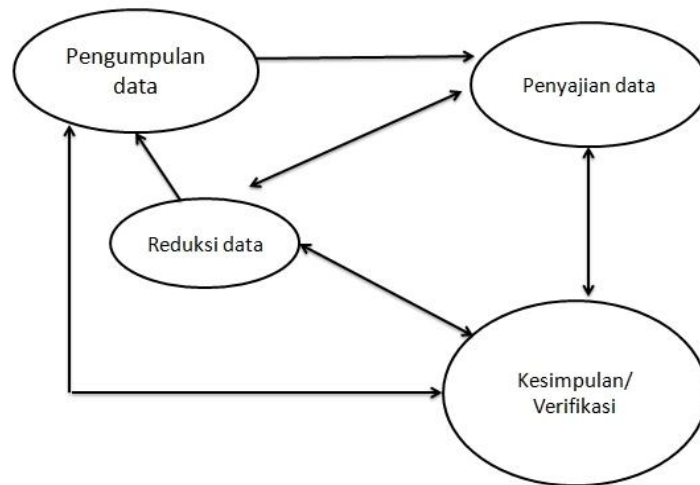 Pengumpulan
data
Penyajian data
Reduksi data
Kesimpulan/
Verifikasi